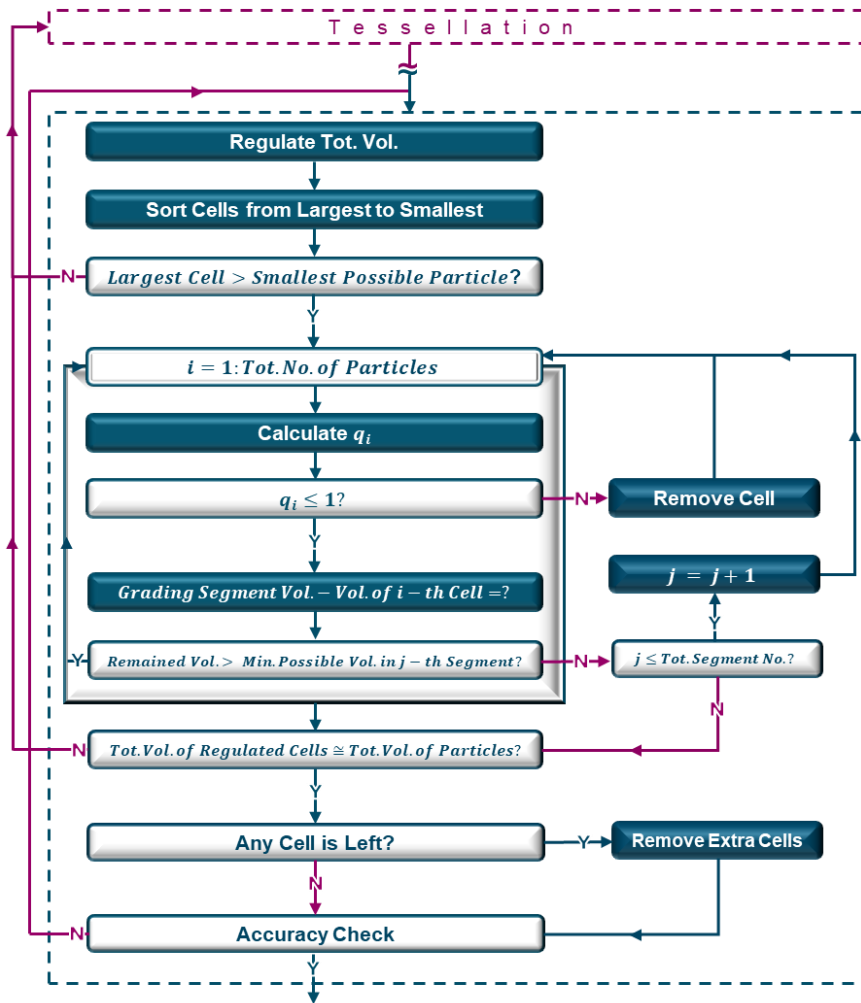 Tessellation
Regulate Tot. Vol.
Sort Cells from Largest to Smallest
N
Largest Cell > Smallest Possible Particle?
Y
i = 1: Tot. No. of Particles
Calculate qᵢ
qᵢ ≤ 1?
N
Remove Cell
Y
j = j + 1
Grading Segment Vol. − Vol. of i − th Cell =?
Y
Y
Remained Vol. > Min. Possible Vol. in j − th Segment?
N
j ≤ Tot. Segment No.?
N
N
Tot. Vol. of Regulated Cells ≅ Tot. Vol. of Particles?
Y
Any Cell is Left?
Y
Remove Extra Cells
N
N
Accuracy Check
Y